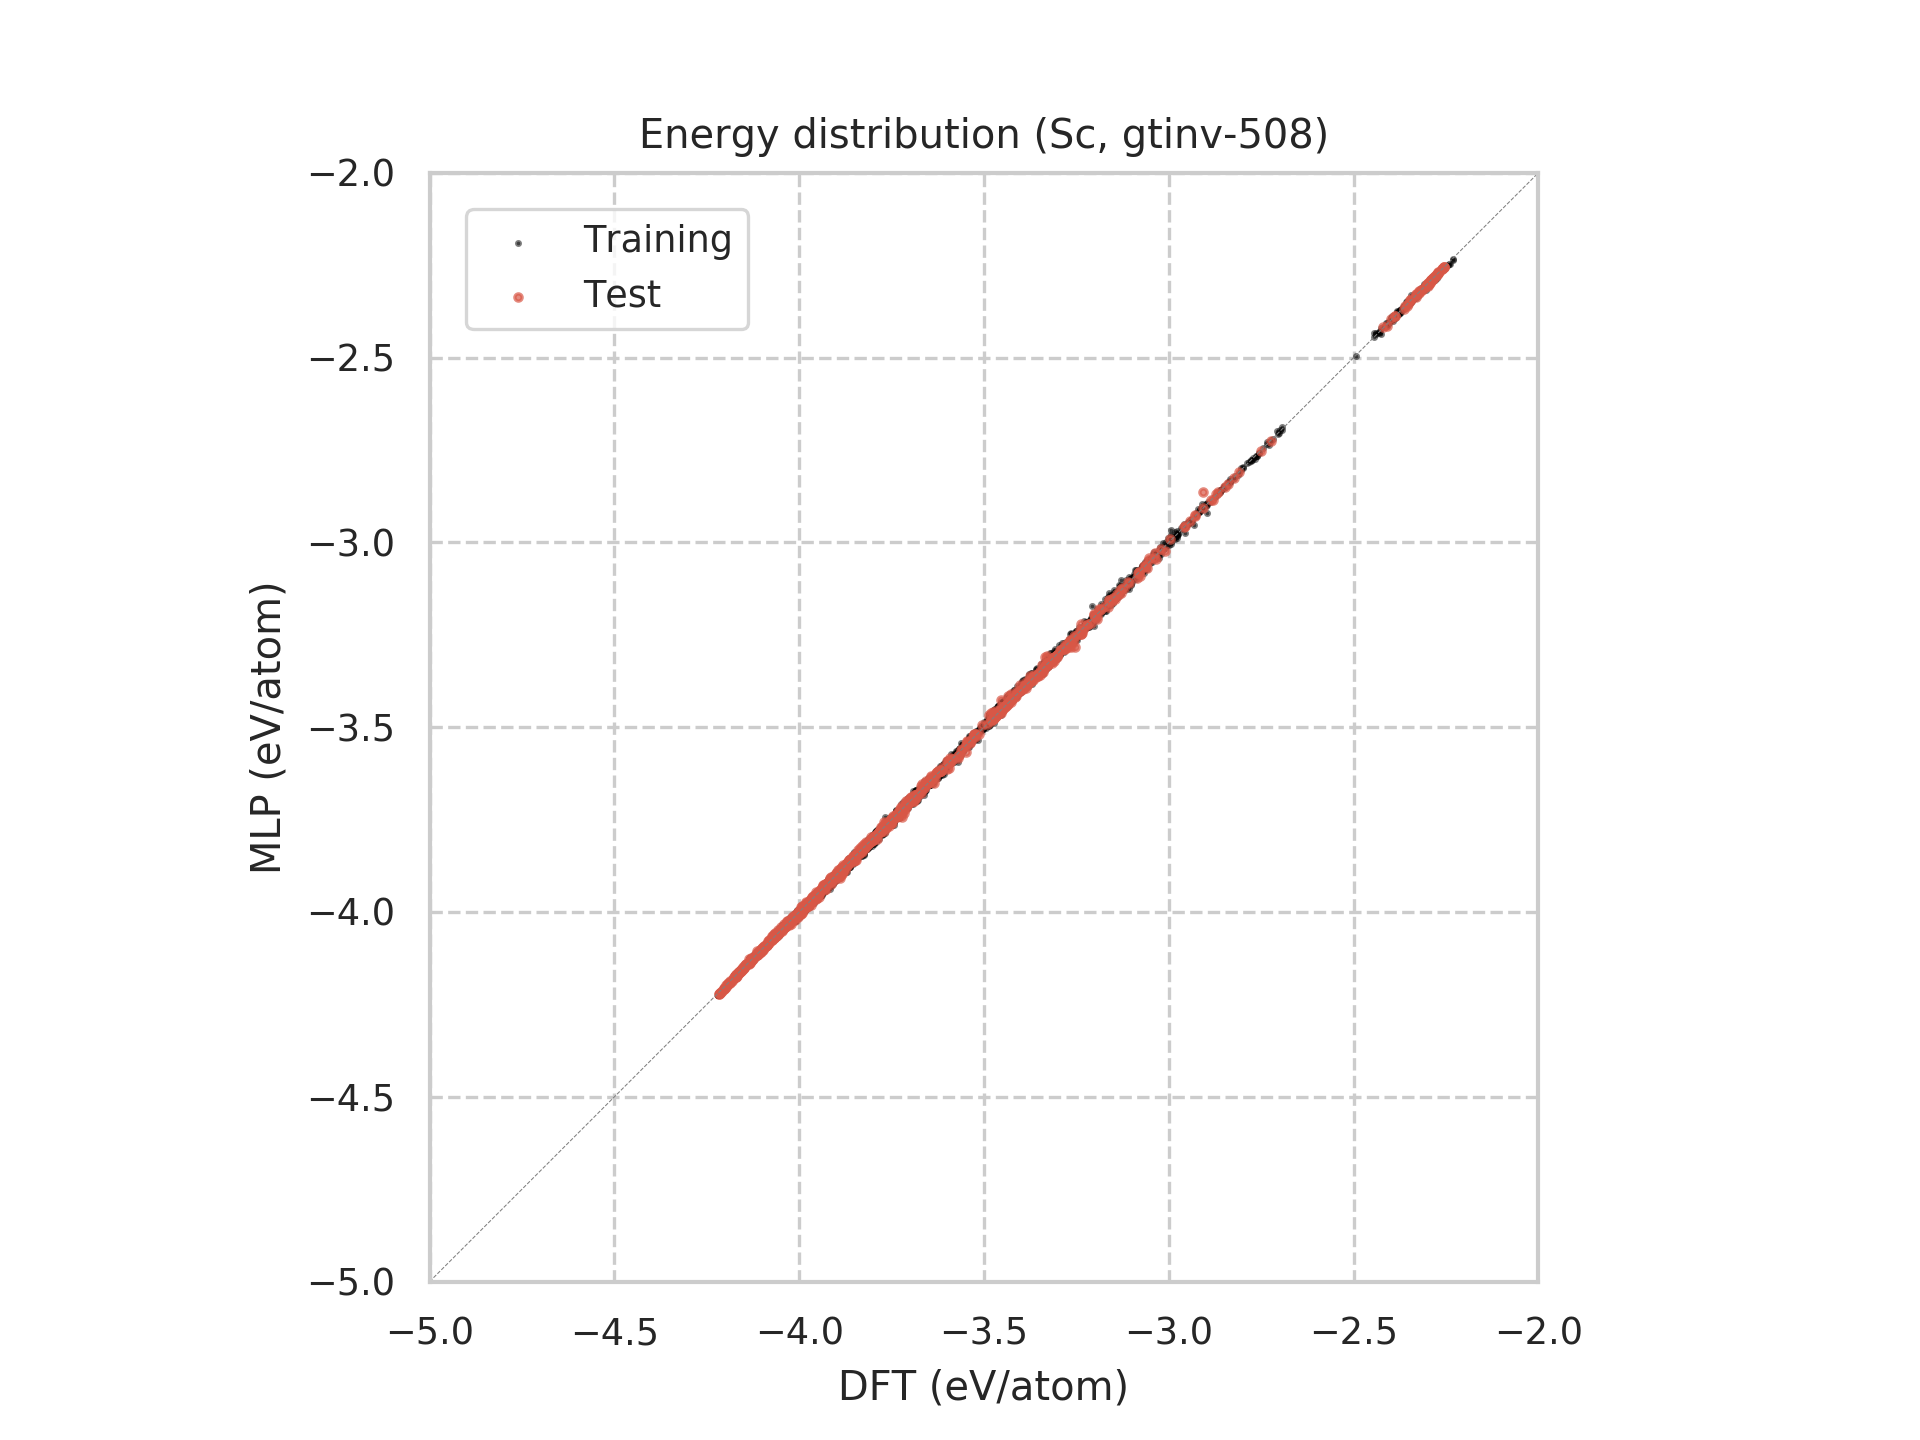 Energy distribution (Sc, gtinv-508)
−2.0
−2.5
−3.0
−3.5
−4.0
−4.5
−5.0
MLP (eV/atom)
Training
Test
−5.0 −4.5 −4.0 −3.5 −3.0 −2.5 −2.0
DFT (eV/atom)